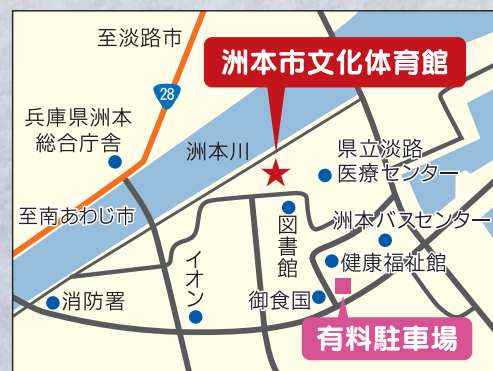 至淡路市
洲本市文化体育館
28
兵庫県洲本
総合庁舎
洲本川
県立淡路
医療センター
至南あわじ市
図書館
洲本バスセンター
イオン
健康福祉館
消防署
御食国
有料駐車場